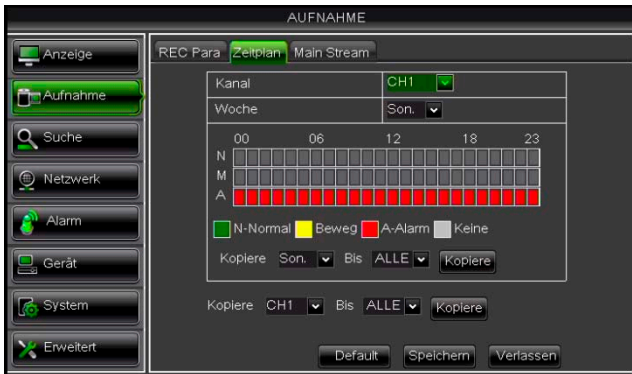 AUFNAHME
Anzeige
Aufnahme
Suche
Netzwerk
Alarm
Gerät
System
Erweitert
REC Para Zeitplan Main Stream
Kanal CH1
Woche Son.
00 06 12 18 23
N
M
A
N-Normal Beweg A-Alarm Keine
Kopiere Son. Bis ALLE Kopiere
Kopiere CH1 Bis ALLE Kopiere
Default Speichern Verlassen